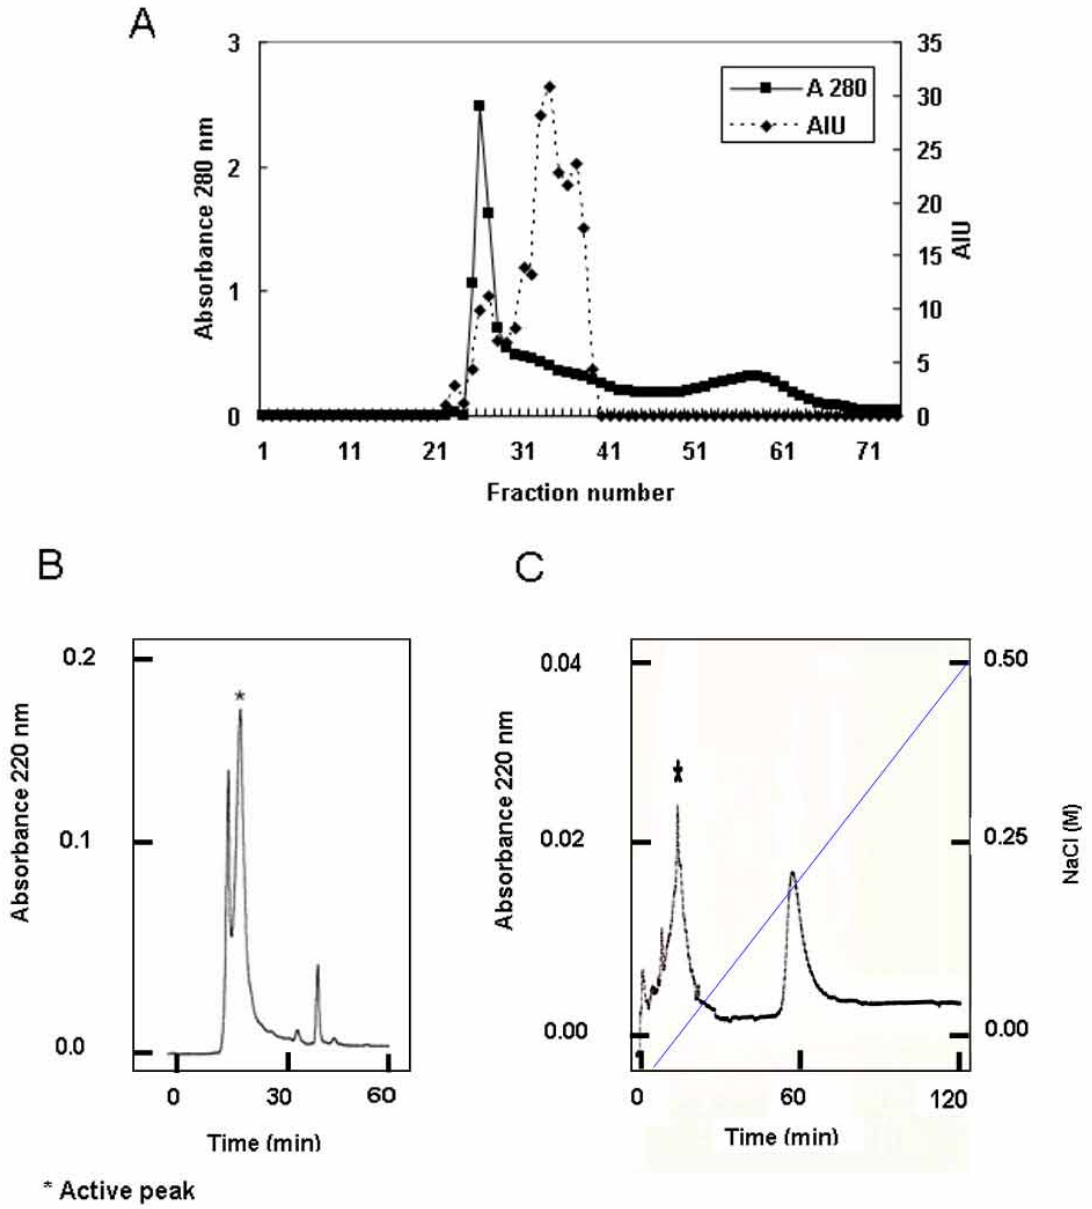 A
3 35
A 280
AIU
30
25
2
20
15
1
10
5
0 0
Absorbance 280 nm
AIU
1 11 21 31 41 51 61 71
Fraction number
B
C
0.2
*
0.1
0.0
Absorbance 220 nm
0 30 60
Time (min)
0.04 0.50
*
0.02 0.25
0.00 0.00
Absorbance 220 nm
NaCl (M)
0 60 120
Time (min)
* Active peak